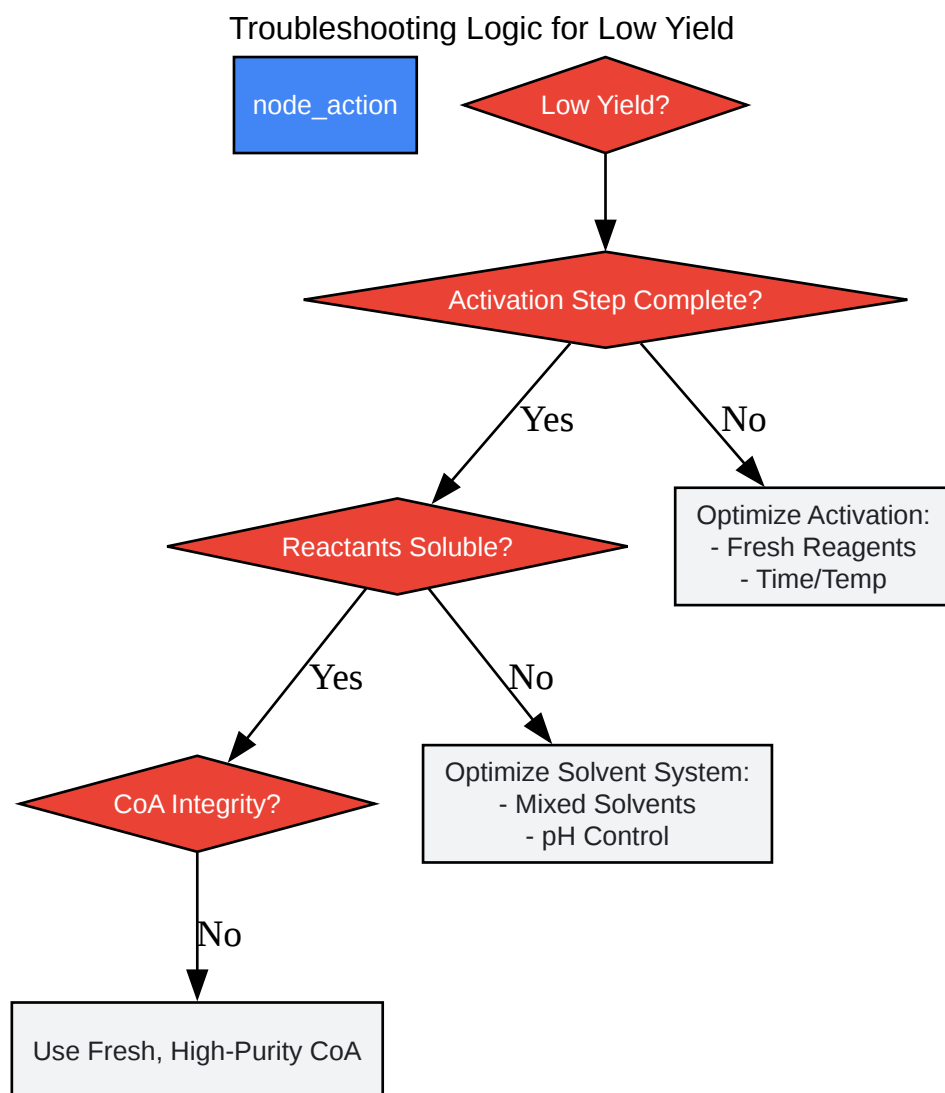 Troubleshooting Logic for Low Yield
node_action
Low Yield?
Activation Step Complete?
Yes
No
Optimize Activation:
- Fresh Reagents
- Time/Temp
Reactants Soluble?
Yes
No
Optimize Solvent System:
- Mixed Solvents
- pH Control
CoA Integrity?
No
Use Fresh, High-Purity CoA